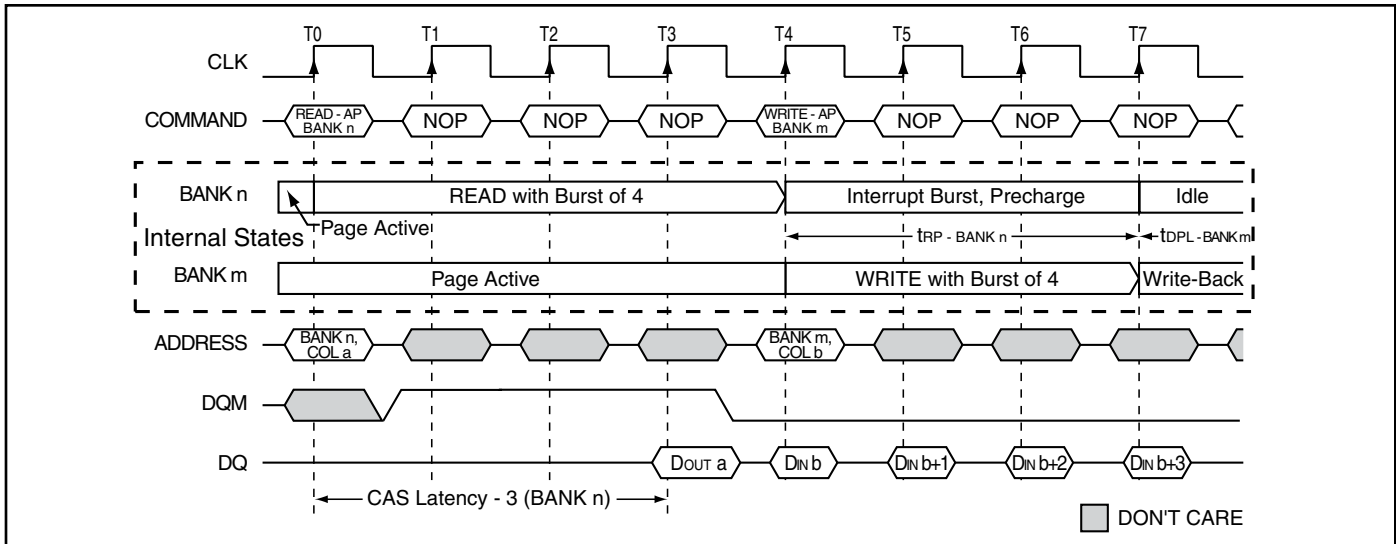 T0 T1 T2 T3 T4 T5 T6 T7
CLK
COMMAND READ - AP BANK n NOP NOP NOP WRITE - AP BANK m NOP NOP NOP
BANK n READ with Burst of 4 Interrupt Burst, Precharge Idle
Internal States Page Active tRP - BANK n tDPL - BANK m
BANK m Page Active WRITE with Burst of 4 Write-Back
ADDRESS BANK n, COL a BANK m, COL b
DQM
DQ DOUT a DIN b DIN b+1 DIN b+2 DIN b+3
CAS Latency - 3 (BANK n)
DON'T CARE